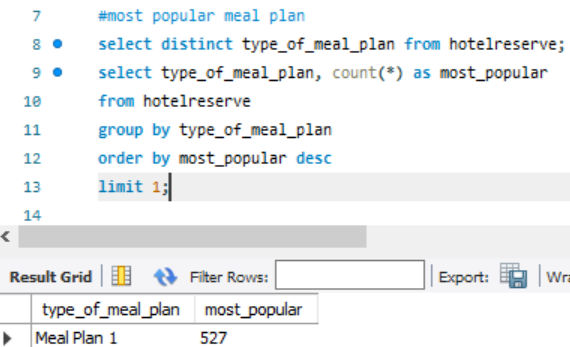 7 #most popular meal plan
8 select distinct type_of_meal_plan from hotelreserve;
9 select type_of_meal_plan, count(*) as most_popular
10 from hotelreserve
11 group by type_of_meal_plan
12 order by most_popular desc
13 limit 1;
14
Result Grid Filter Rows: Export: Wra
type_of_meal_plan most_popular
Meal Plan 1 527